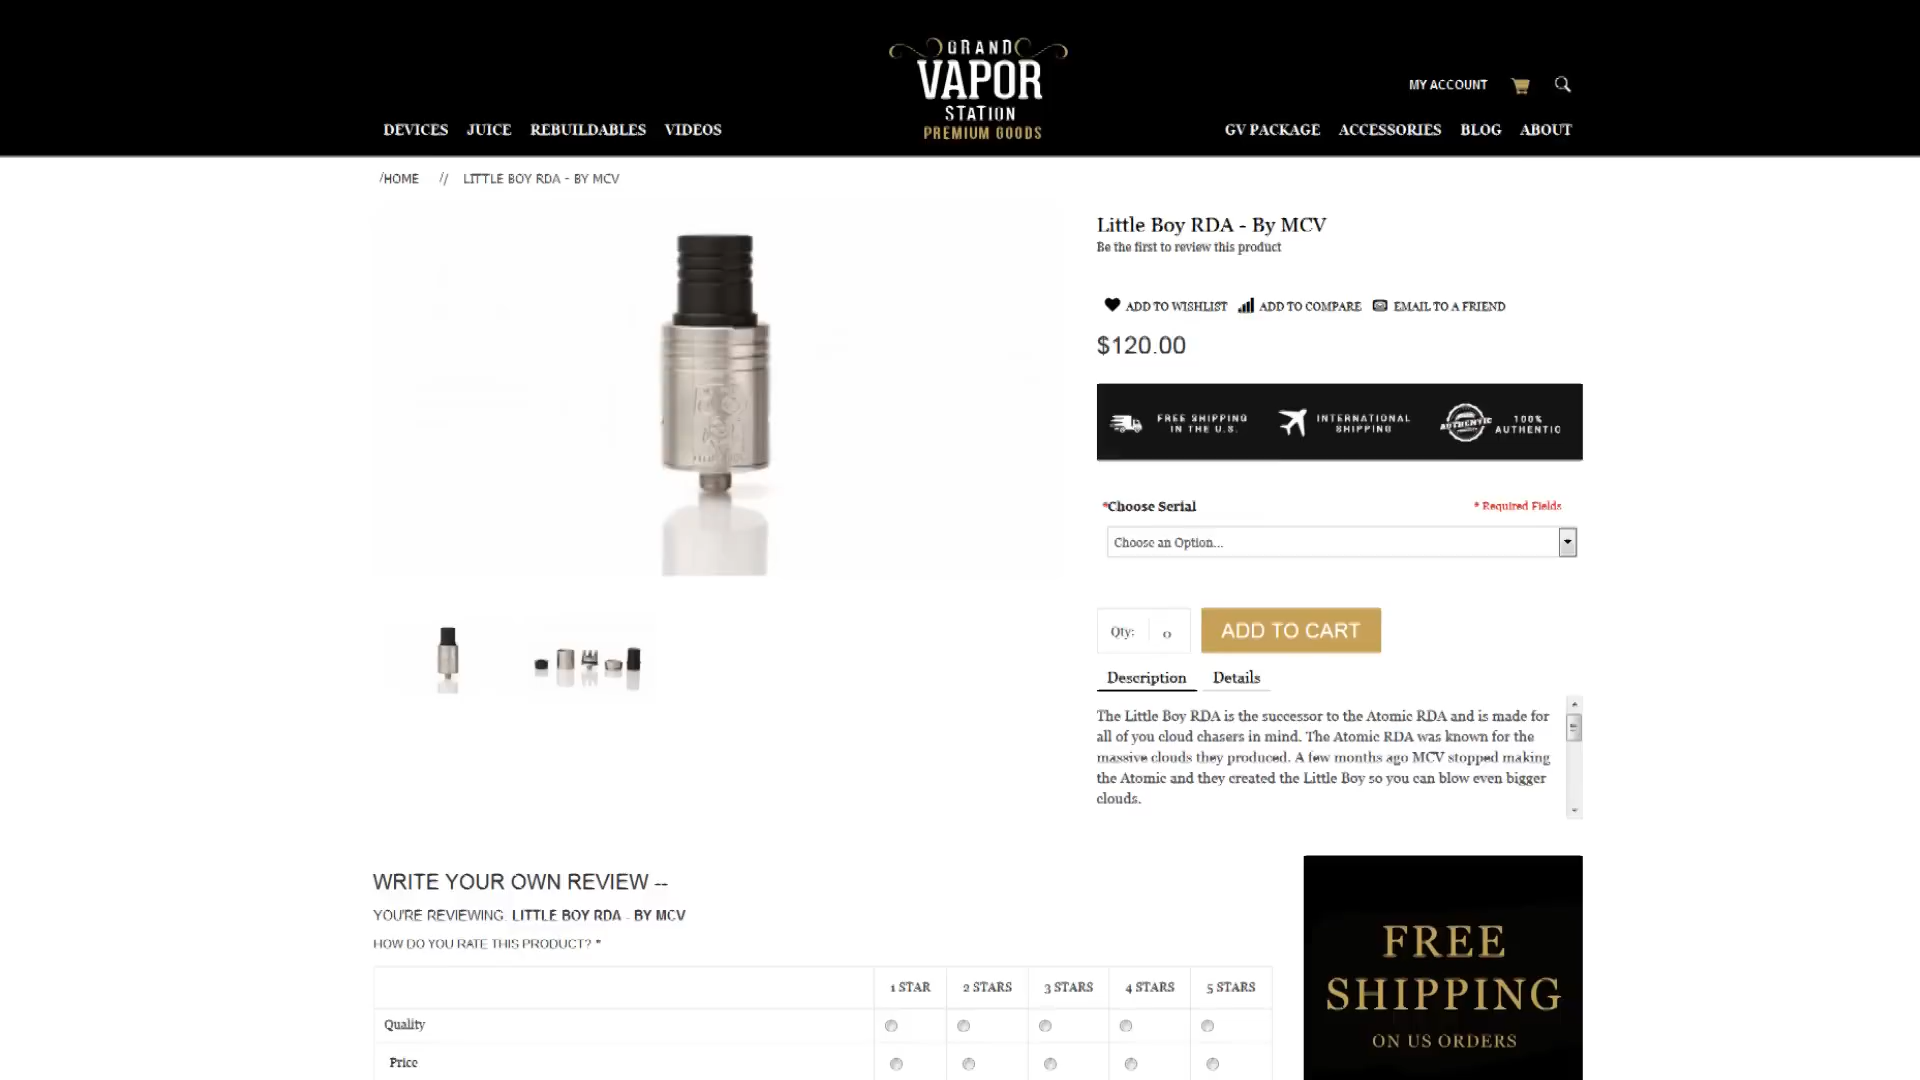 GRAND
VAPOR
STATION
PREMIUM GOODS
MY ACCOUNT
DEVICES JUICE REBUILDABLES VIDEOS
GV PACKAGE ACCESSORIES BLOG ABOUT
/HOME // LITTLE BOY RDA - BY MCV
Little Boy RDA - By MCV
Be the first to review this product
ADD TO WISHLIST ADD TO COMPARE EMAIL TO A FRIEND
$120.00
FREE SHIPPING
IN THE U.S.
INTERNATIONAL
SHIPPING
AUTHENTIC
100%
AUTHENTIC
*Choose Serial
* Required Fields
Choose an Option...
Qty: 0
ADD TO CART
Description Details
The Little Boy RDA is the successor to the Atomic RDA and is made for
all of you cloud chasers in mind. The Atomic RDA was known for the
massive clouds they produced. A few months ago MCV stopped making
the Atomic and they created the Little Boy so you can blow even bigger
clouds.
WRITE YOUR OWN REVIEW --
YOU'RE REVIEWING: LITTLE BOY RDA - BY MCV
HOW DO YOU RATE THIS PRODUCT? *
1 STAR 2 STARS 3 STARS 4 STARS 5 STARS
Quality
Price
FREE
SHIPPING
ON US ORDERS